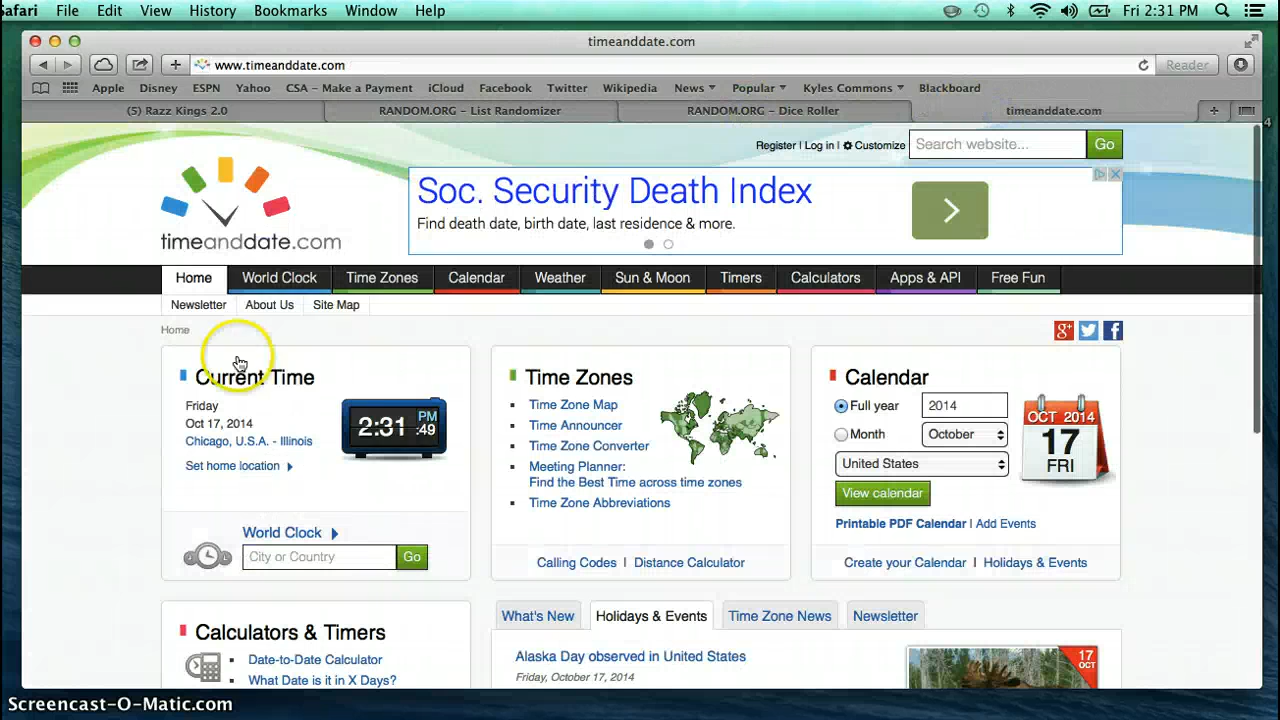 Safari File Edit View History Bookmarks Window Help Fri 2:31 PM
timeanddate.com
www.timeanddate.com Reader
Apple Disney ESPN Yahoo CSA - Make a Payment iCloud Facebook Twitter Wikipedia News Popular Kyles Commons Blackboard
(5) Razz Kings 2.0 RANDOM.ORG - List Randomizer RANDOM.ORG - Dice Roller timeanddate.com
4
Register | Log in | Customize Search website... Go
timeanddate.com
Soc. Security Death Index
Find death date, birth date, last residence & more.
Home World Clock Time Zones Calendar Weather Sun & Moon Timers Calculators Apps & API Free Fun
Newsletter About Us Site Map
Home
Current Time
Friday
Oct 17, 2014
Chicago, U.S.A. - Illinois
Set home location
2:31 PM :49
World Clock
City or Country Go
Time Zones
Time Zone Map
Time Announcer
Time Zone Converter
Meeting Planner:
Find the Best Time across time zones
Time Zone Abbreviations
Calling Codes | Distance Calculator
Calendar
Full year 2014
Month October
United States
View calendar
OCT 2014
17
FRI
Printable PDF Calendar | Add Events
Create your Calendar | Holidays & Events
Calculators & Timers
Date-to-Date Calculator
What Date is it in X Days?
What's New Holidays & Events Time Zone News Newsletter
Alaska Day observed in United States
Friday, October 17, 2014
17
OCT
Screencast-O-Matic.com